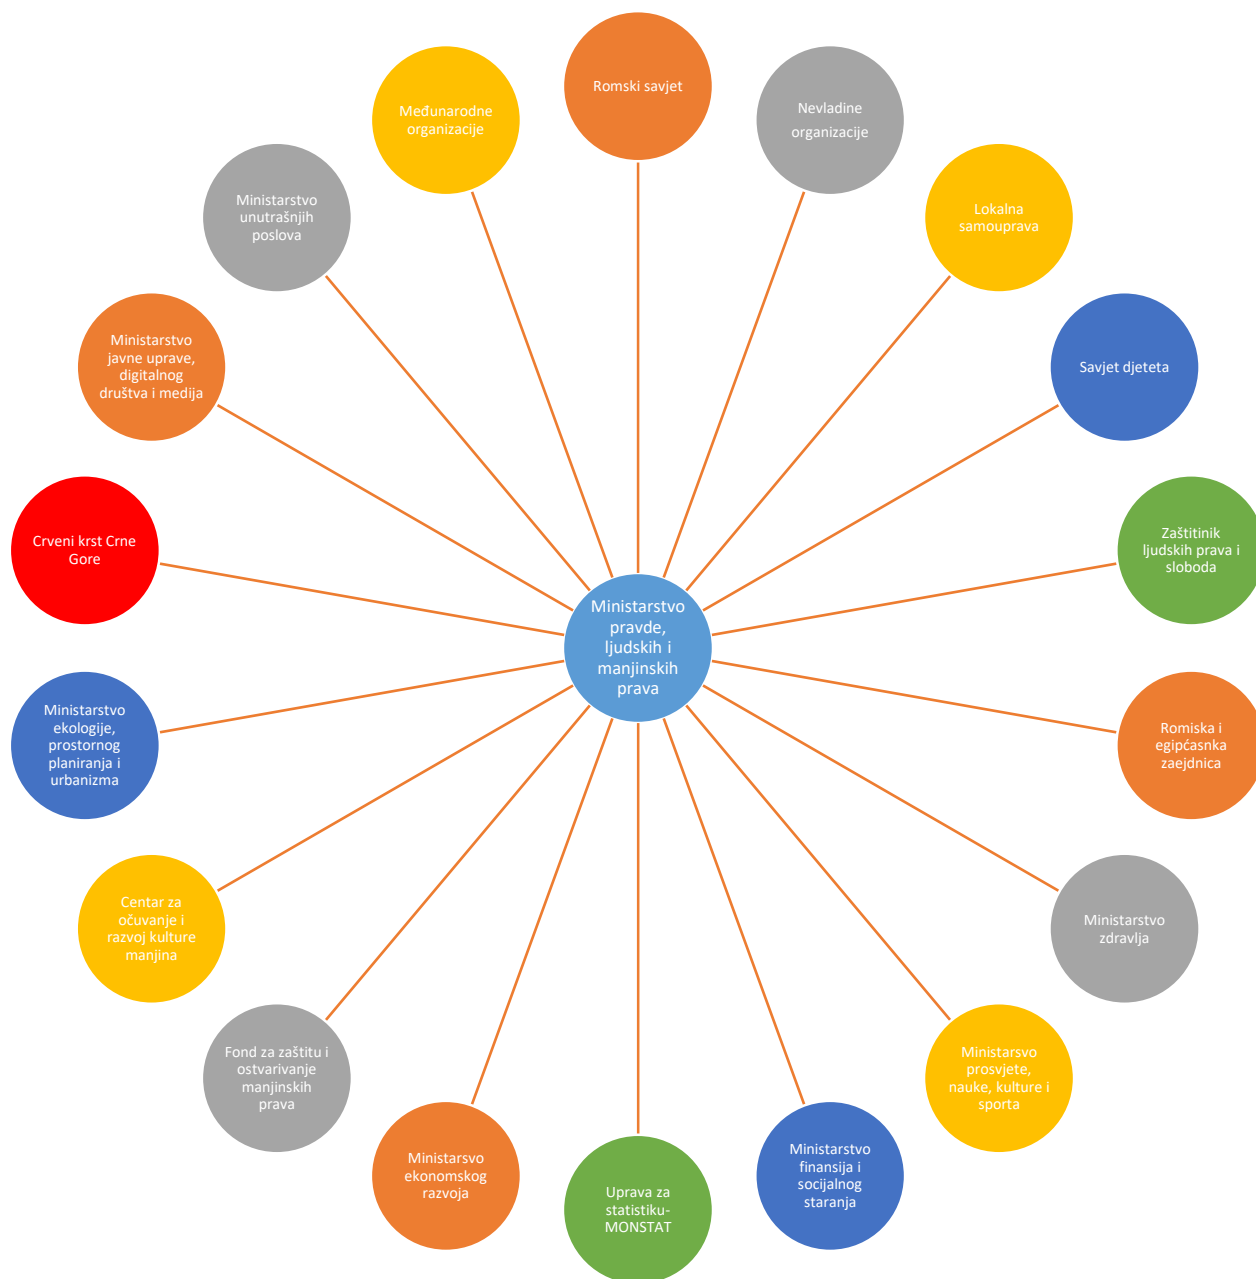 Romski savjet
Nevladine
organizacije
Lokalna
samouprava
Savjet djeteta
Zaštitinik
ljudskih prava i
sloboda
Romiska i
egipćasnka
zaejdnica
Ministarstvo
zdravlja
Ministarsvo
prosvjete,
nauke, kulture i
sporta
Ministarstvo
finansija i
socijalnog
staranja
Uprava za
statistiku-
MONSTAT
Ministarsvo
ekonomskog
razvoja
Fond za zaštitu i
ostvarivanje
manjinskih
prava
Centar za
očuvanje i
razvoj kulture
manjina
Ministarstvo
ekologije,
prostornog
planiranja i
urbanizma
Crveni krst Crne
Gore
Ministarstvo
javne uprave,
digitalnog
društva i medija
Ministarstvo
unutrašnjih
poslova
Međunarodne
organizacije
Ministarstvo
pravde,
ljudskih i
manjinskih
prava